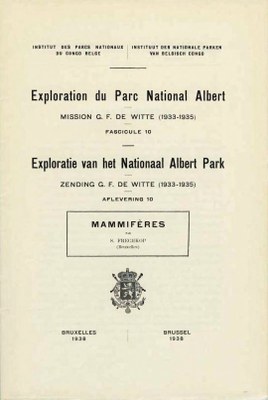 INSTITUT DES PARCS NATIONAUX
DU CONGO BELGE
INSTITUUT DER NATIONALE PARKEN
VAN BELGISCH CONGO
Exploration du Parc National Albert
MISSION G. F. DE WITTE (1933-1935)
FASCICULE 10
Exploratie van het Nationaal Albert Park
ZENDING G. F. DE WITTE (1933-1935)
AFLEVERING 10
MAMMIFÈRES
PAR
S. FRECHKOP
(Bruxelles)
BRUXELLES
1938
BRUSSEL
1938